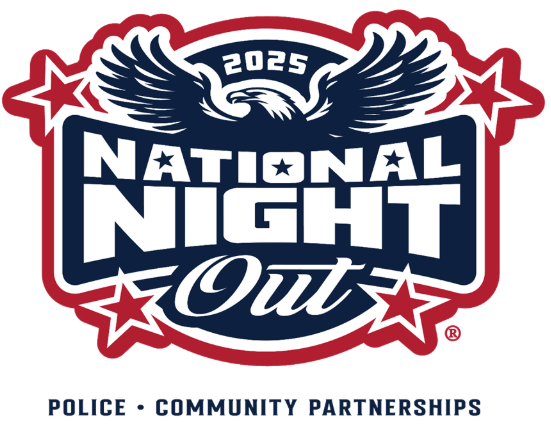 2025
NATIONAL
NIGHT
Out
®
POLICE • COMMUNITY PARTNERSHIPS